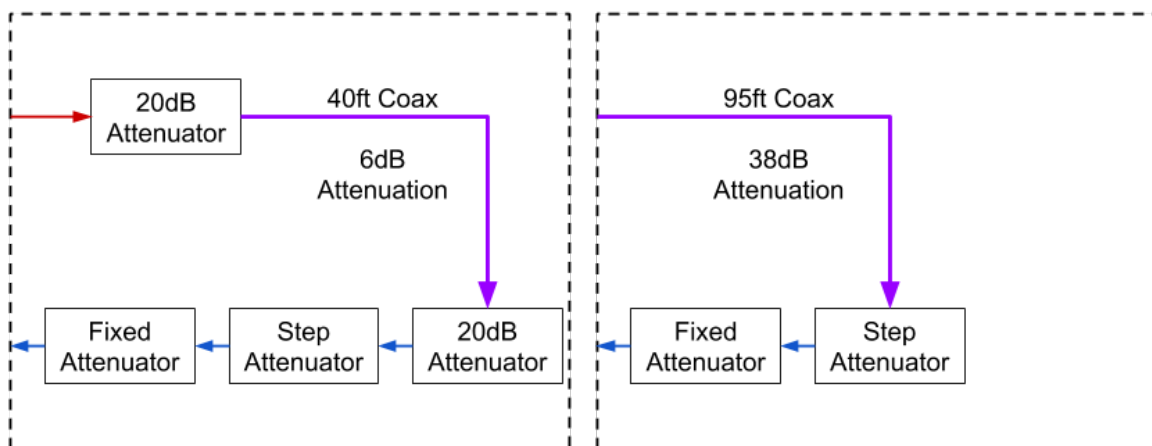 20dB
Attenuator
40ft Coax
6dB
Attenuation
Fixed
Attenuator
Step
Attenuator
20dB
Attenuator
95ft Coax
38dB
Attenuation
Fixed
Attenuator
Step
Attenuator